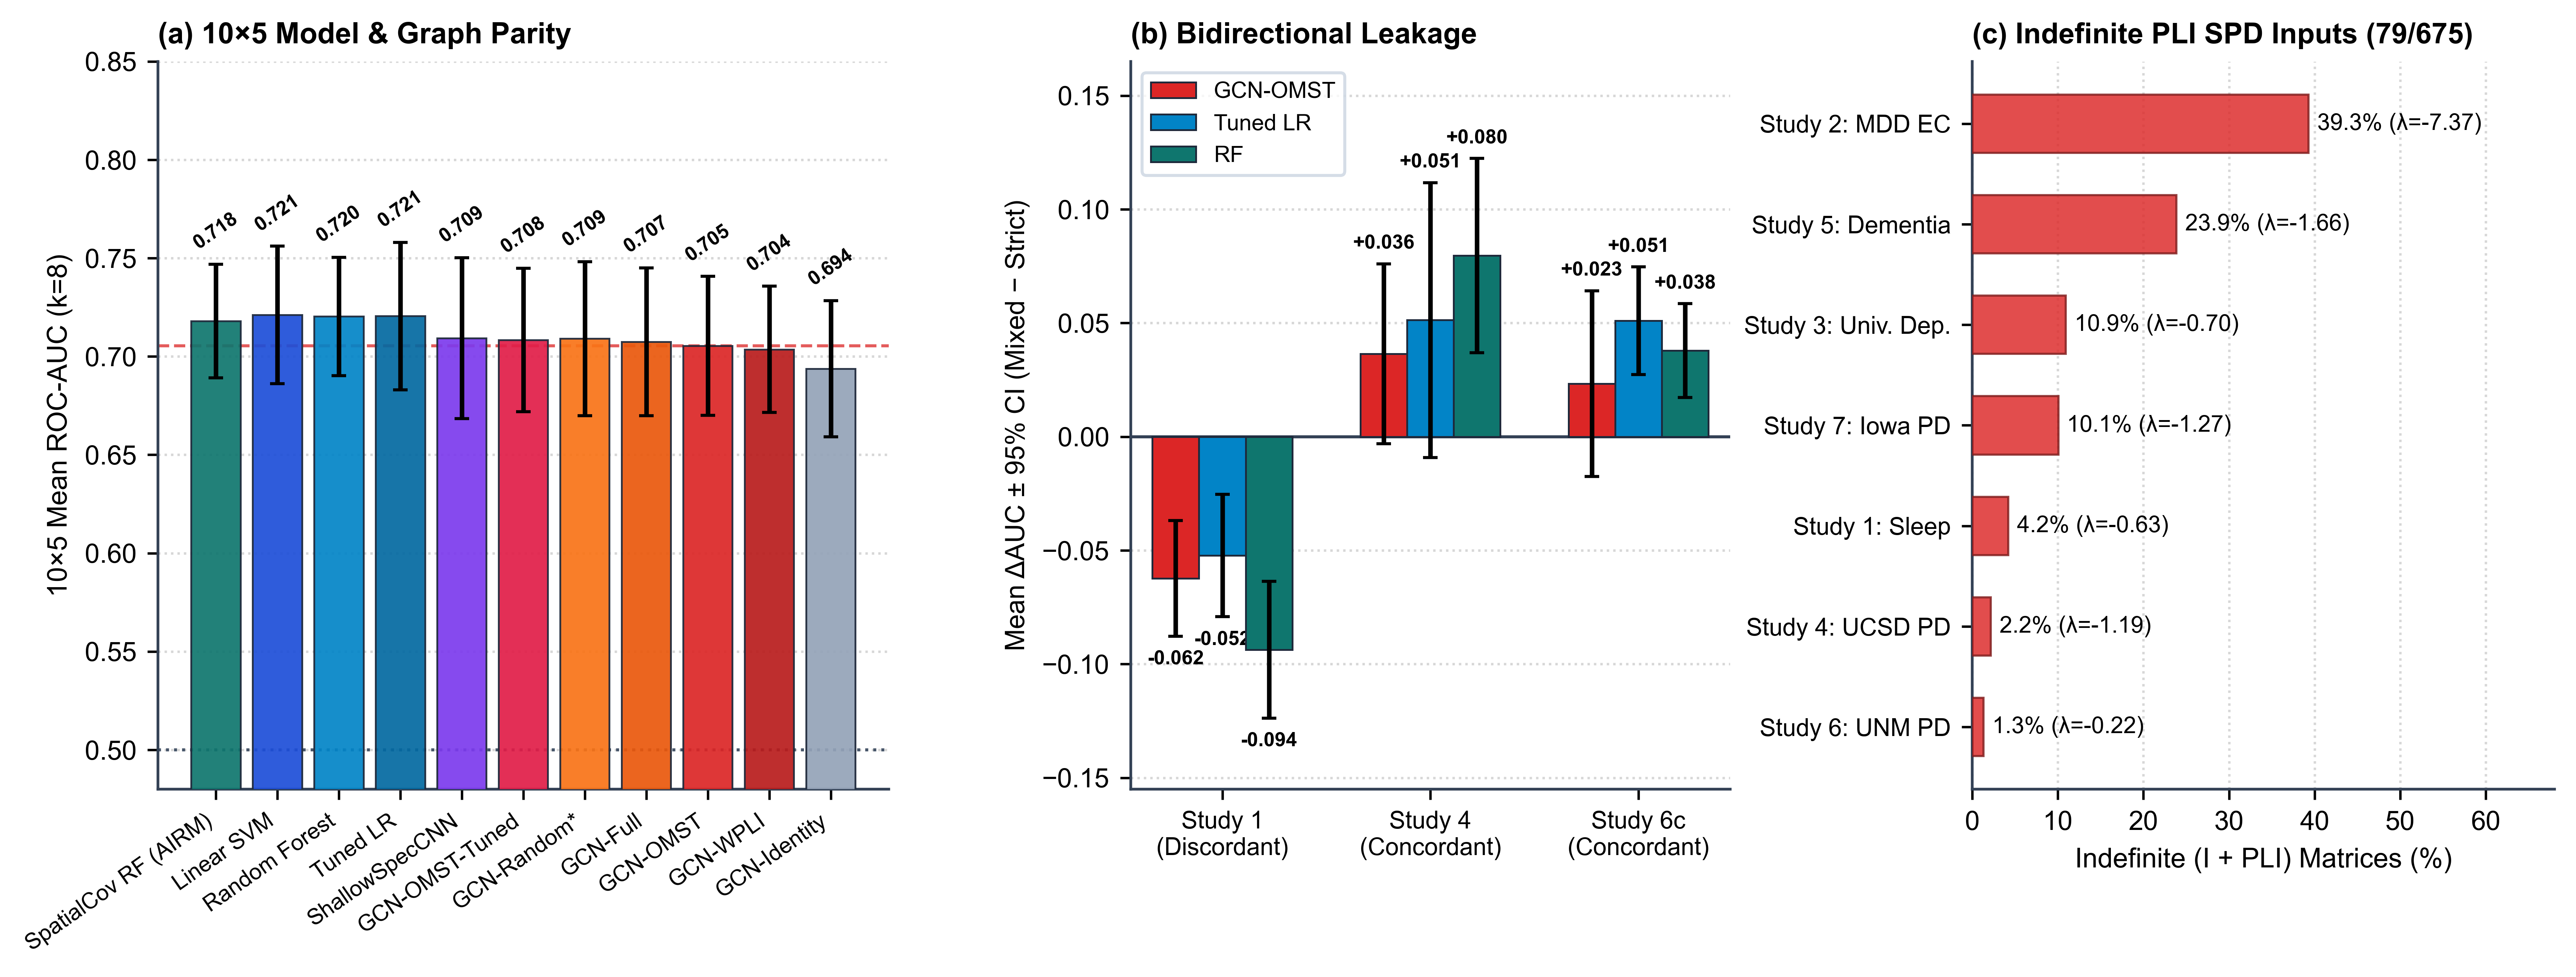 (a) 10×5 Model & Graph Parity
10×5 Mean ROC-AUC (k=8)
0.85
0.80
0.75
0.70
0.65
0.60
0.55
0.50
0.718
0.721
0.720
0.721
0.709
0.708
0.709
0.707
0.705
0.704
0.694
SpatialCov RF (AIRM)
Linear SVM
Random Forest
Tuned LR
ShallowSpecCNN
GCN-OMST-Tuned
GCN-Random*
GCN-Full
GCN-OMST
GCN-WPLI
GCN-Identity
(b) Bidirectional Leakage
Mean ΔAUC ± 95% CI (Mixed − Strict)
0.15
0.10
0.05
0.00
−0.05
−0.10
−0.15
GCN-OMST
Tuned LR
RF
-0.062
-0.052
-0.094
+0.036
+0.051
+0.080
+0.023
+0.051
+0.038
Study 1
(Discordant)
Study 4
(Concordant)
Study 6c
(Concordant)
(c) Indefinite PLI SPD Inputs (79/675)
Study 2: MDD EC
39.3% (λ=-7.37)
Study 5: Dementia
23.9% (λ=-1.66)
Study 3: Univ. Dep.
10.9% (λ=-0.70)
Study 7: Iowa PD
10.1% (λ=-1.27)
Study 1: Sleep
4.2% (λ=-0.63)
Study 4: UCSD PD
2.2% (λ=-1.19)
Study 6: UNM PD
1.3% (λ=-0.22)
0
10
20
30
40
50
60
Indefinite (I + PLI) Matrices (%)